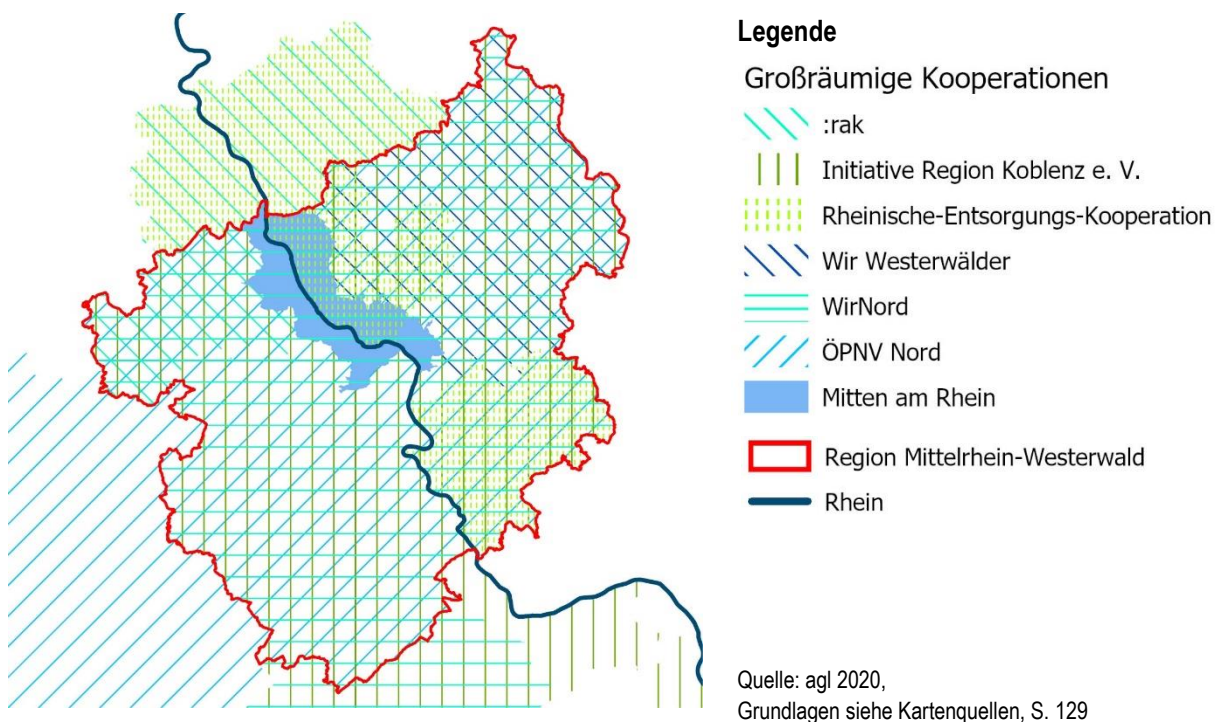 Legende
Großräumige Kooperationen
:rak
Initiative Region Koblenz e. V.
Rheinische-Entsorgungs-Kooperation
Wir Westerwälder
WirNord
ÖPNV Nord
Mitten am Rhein
Region Mittelrhein-Westerwald
Rhein
Quelle: agl 2020,
Grundlagen siehe Kartenquellen, S. 129